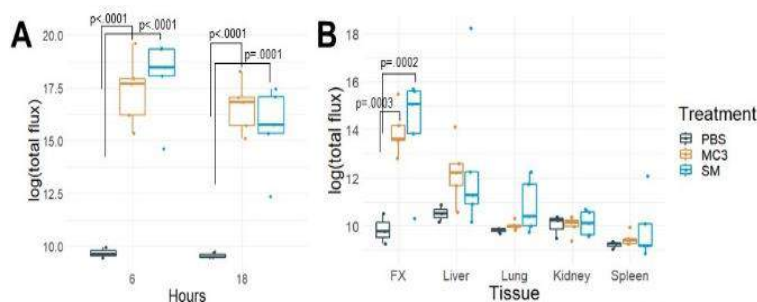 A
B
p<.0001
p<.0001
p<.0001
p=.0001
20.0
17.5
15.0
12.5
10.0
log(total flux)
6
18
Hours
p=.0002
p=.0003
18
16
14
12
10
log(total flux)
FX
Liver
Lung
Kidney
Spleen
Tissue
Treatment
PBS
MC3
SM